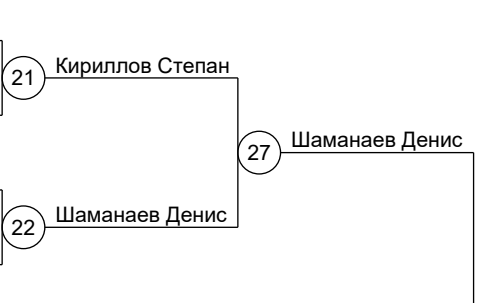 21 Кириллов Степан
27 Шаманаев Денис
22 Шаманаев Денис